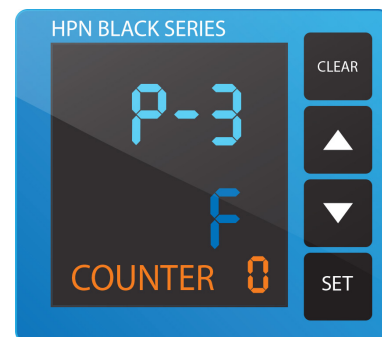 HPN BLACK SERIES
CLEAR
P-3
F
COUNTER 0
SET